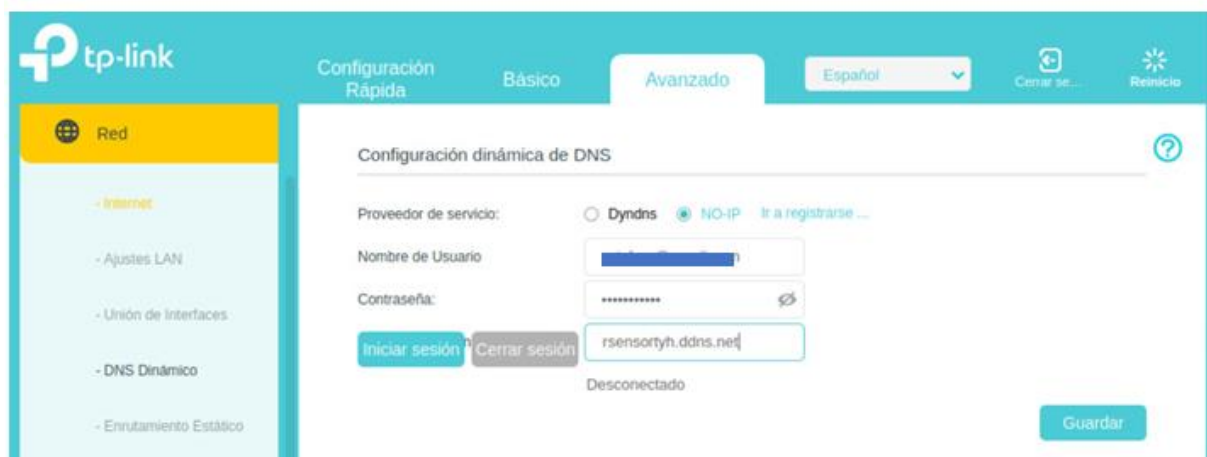 tp-link
Configuración
Rápida
Básico
Avanzado
Español
Cerrar se...
Reinicio
Red
- Internet
- Ajustes LAN
- Unión de Interfaces
- DNS Dinámico
- Enrutamiento Estático
Configuración dinámica de DNS
Proveedor de servicio: Dyndns NO-IP Ir a registrarse ...
Nombre de Usuario
Contraseña: •••••••••••
Iniciar sesión Cerrar sesión rsensortyh.ddns.net
Desconectado
Guardar